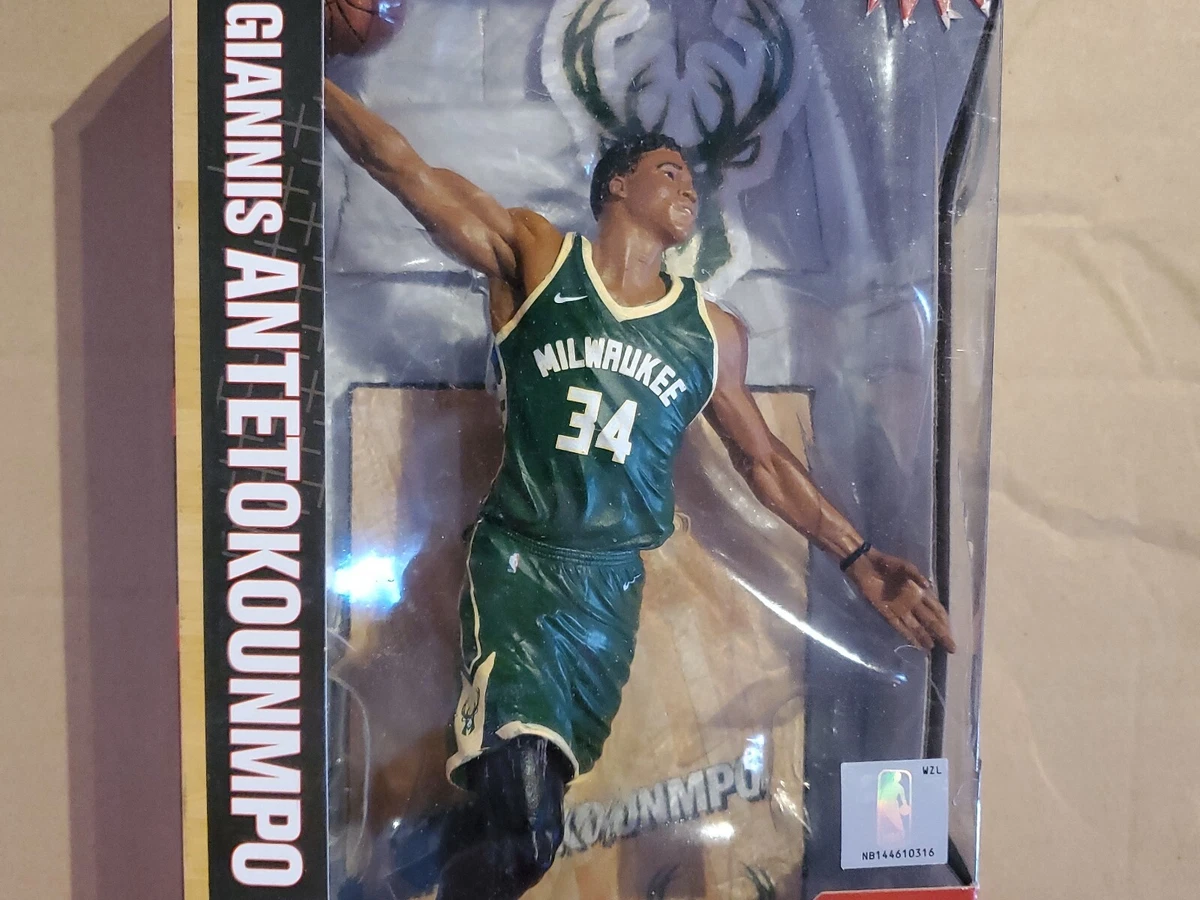 GIANNIS ANTETOKOUNMPO
MILWAUKEE
34
KOUNMPO
WZL
NB144610316